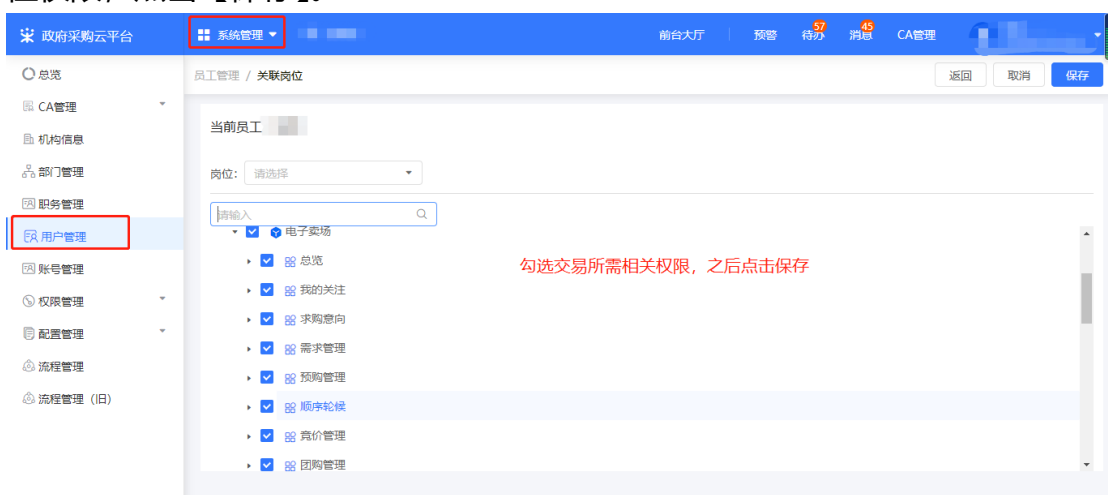 政府采购云平台
系统管理
前台大厅 预警 待办 57 消息 45 CA管理
总览
CA管理
机构信息
部门管理
职务管理
用户管理
账号管理
权限管理
配置管理
流程管理
流程管理（旧）
员工管理 / 关联岗位
返回 取消 保存
当前员工
岗位: 请选择
请输入
电子卖场
总览
我的关注
求购意向
需求管理
预购管理
顺序轮候
竞价管理
团购管理
勾选交易所需相关权限，之后点击保存